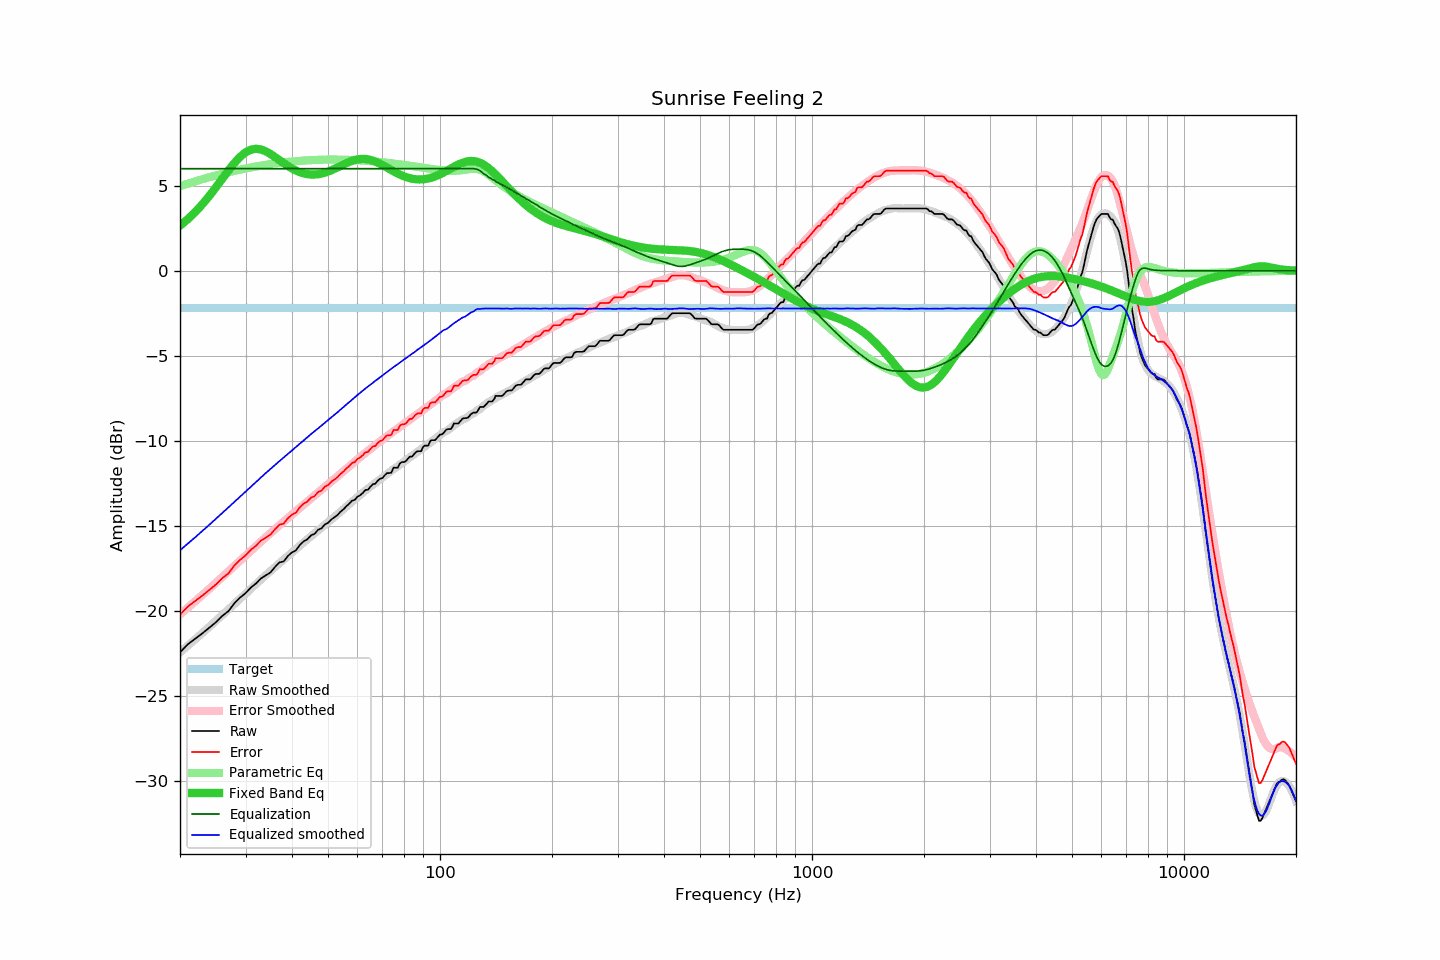 Sunrise Feeling 2
Amplitude (dBr)
5
0
−5
−10
−15
−20
−25
−30
Target
Raw Smoothed
Error Smoothed
Raw
Error
Parametric Eq
Fixed Band Eq
Equalization
Equalized smoothed
100
1000
10000
Frequency (Hz)